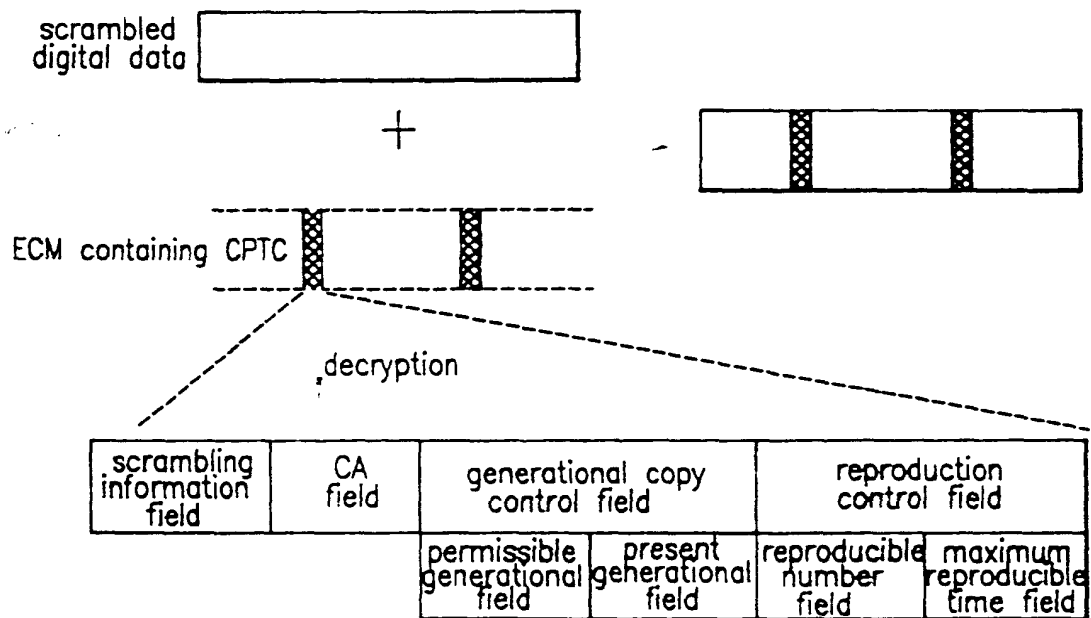 scrambled
digital data
+
ECM containing CPTC
decryption
scrambling
information
field
CA
field
generational copy
control field
reproduction
control field
permissible
generational
field
present
generational
field
reproducible
number
field
maximum
reproducible
time field